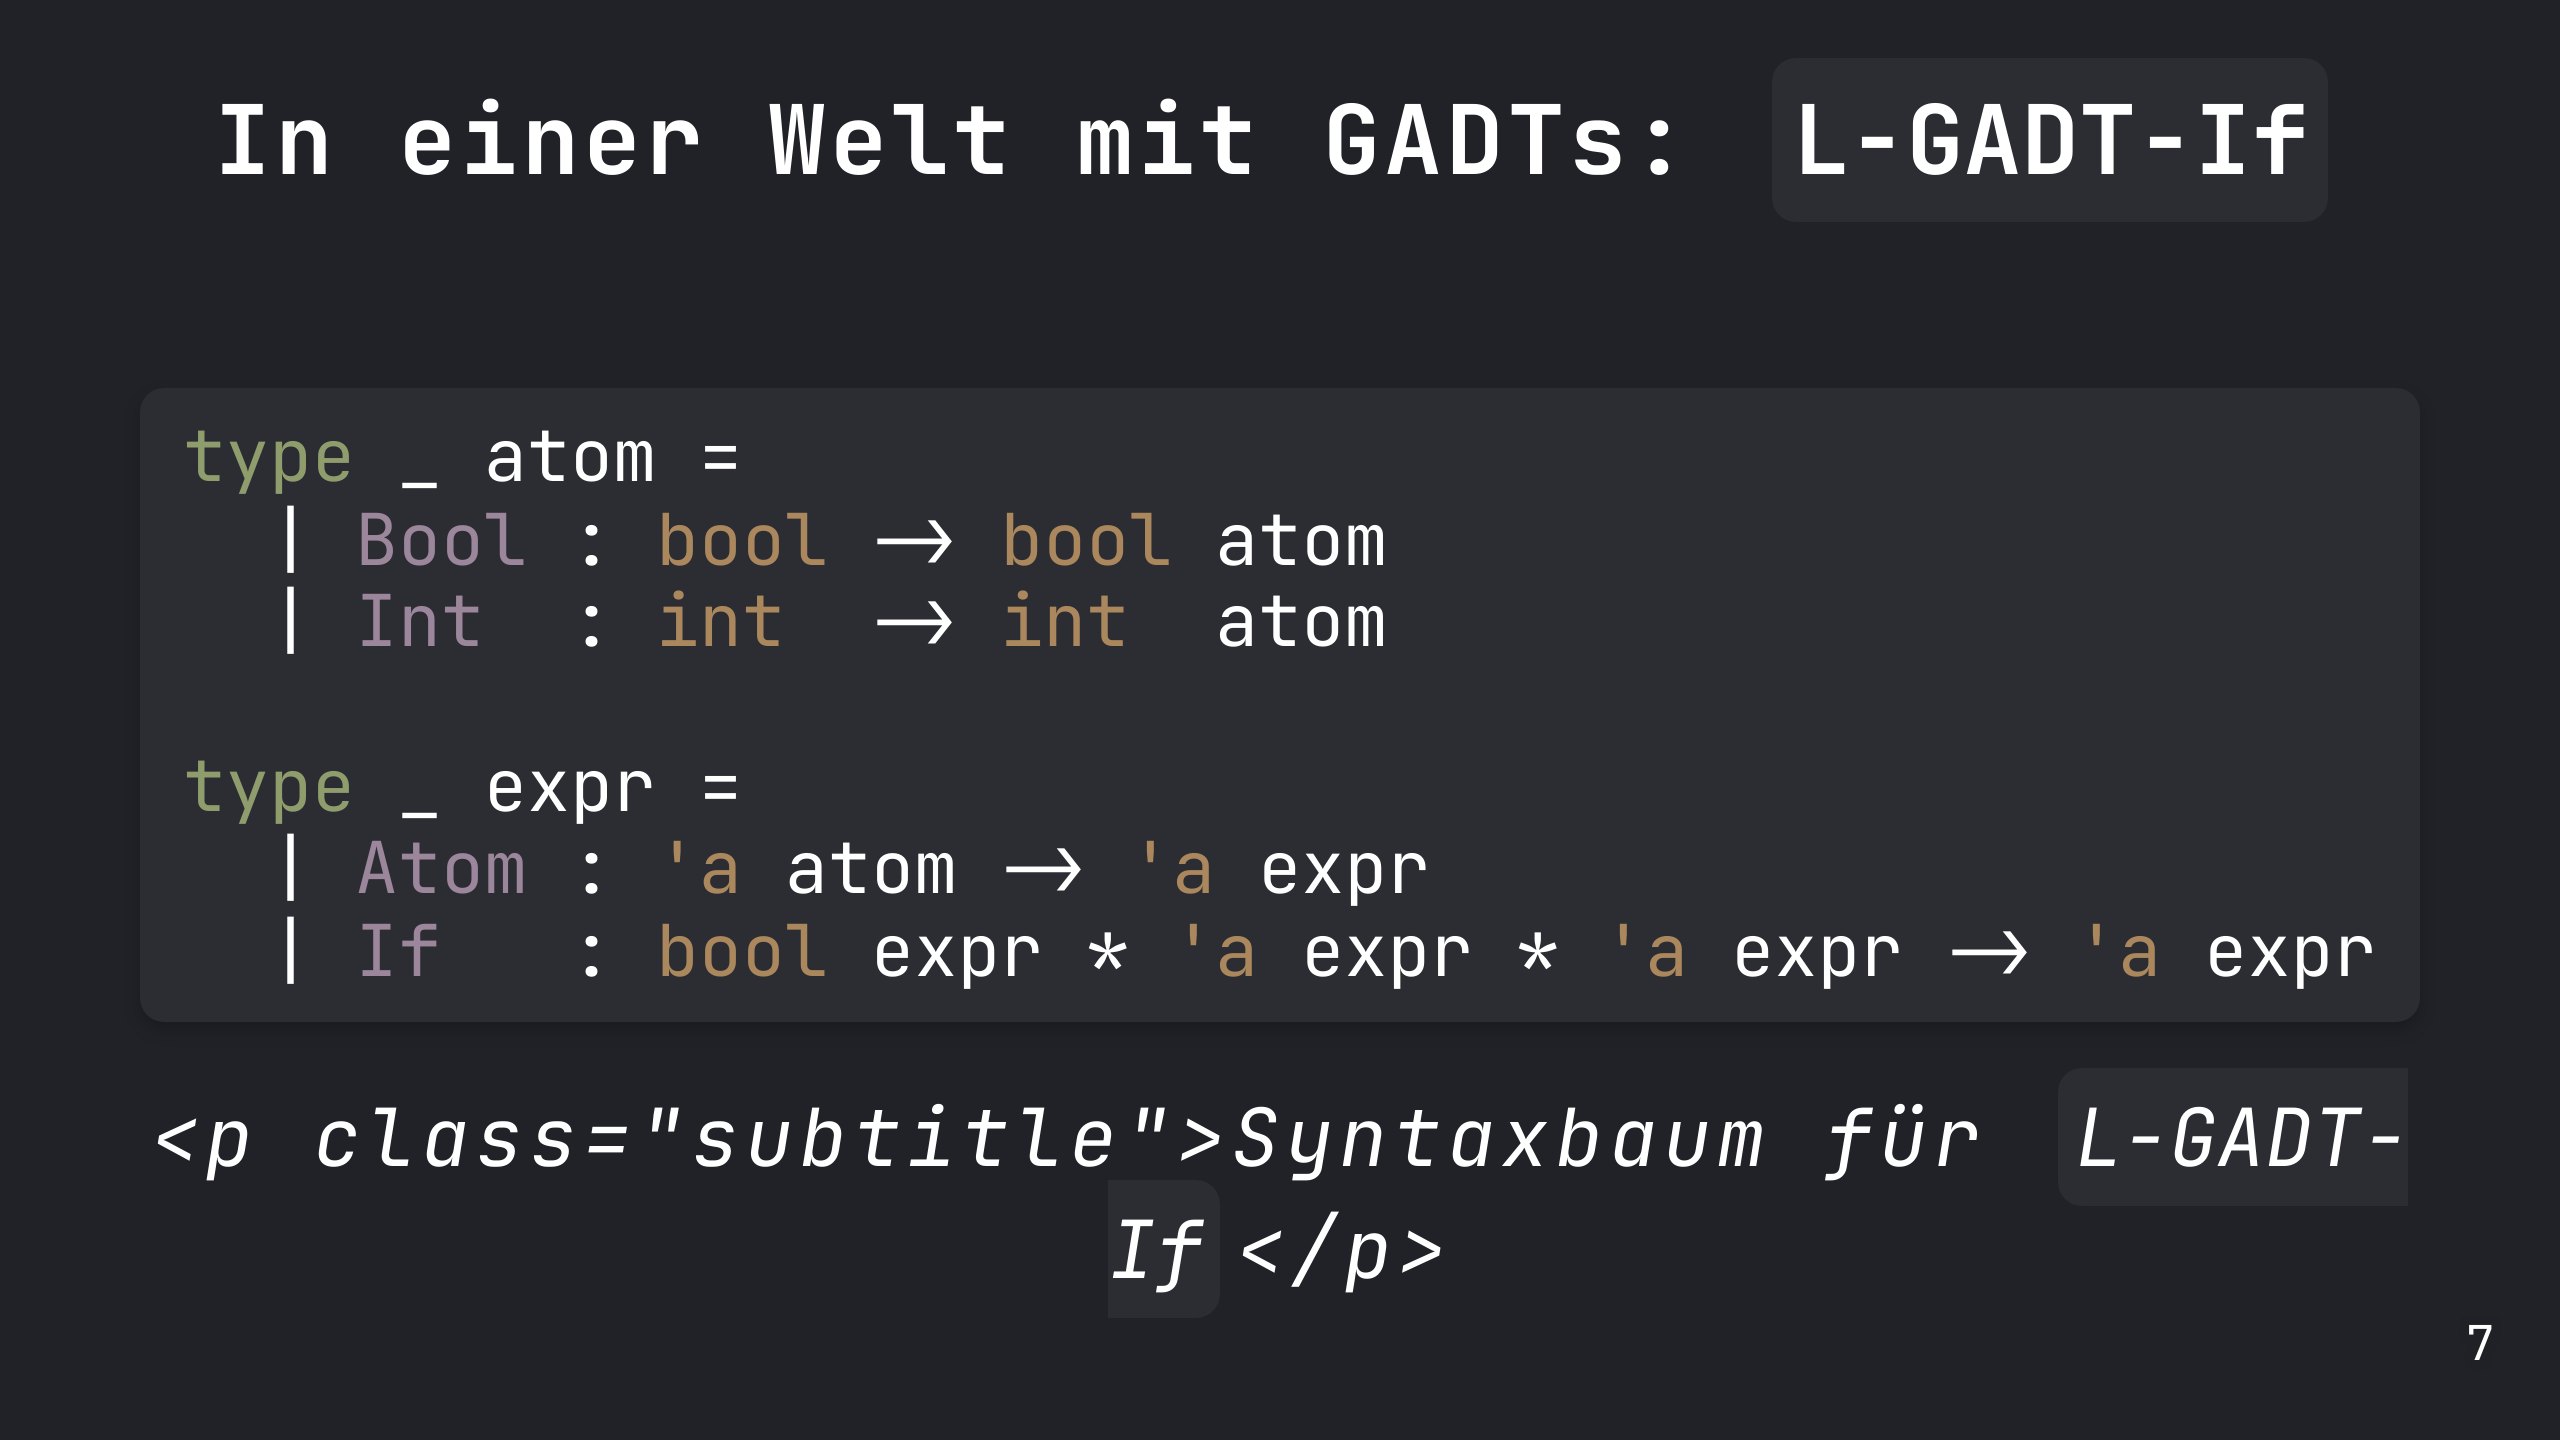 In einer Welt mit GADTs: L-GADT-If
type _ atom =
  | Bool : bool -> bool atom
  | Int  : int  -> int  atom
type _ expr =
  | Atom : 'a atom -> 'a expr
  | If   : bool expr * 'a expr * 'a expr -> 'a expr
<p class="subtitle">Syntaxbaum für L-GADT-
If</p>
7